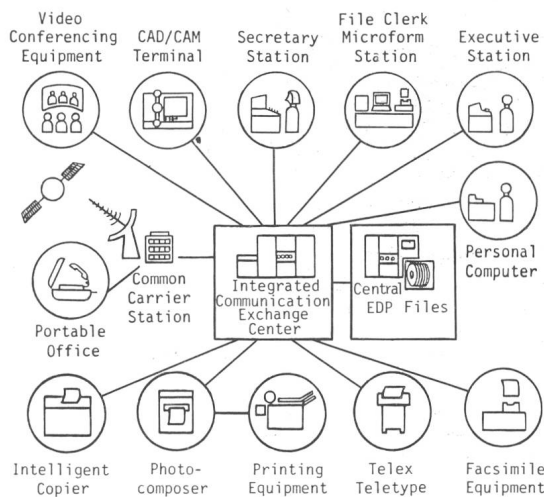 Video
Conferencing
Equipment
CAD/CAM
Terminal
Secretary
Station
File Clerk
Microform
Station
Executive
Station
Personal
Computer
Common
Carrier
Station
Portable
Office
Integrated
Communication
Exchange
Center
Central
EDP Files
Intelligent
Copier
Photo-
composer
Printing
Equipment
Telex
Teletype
Facsimile
Equipment